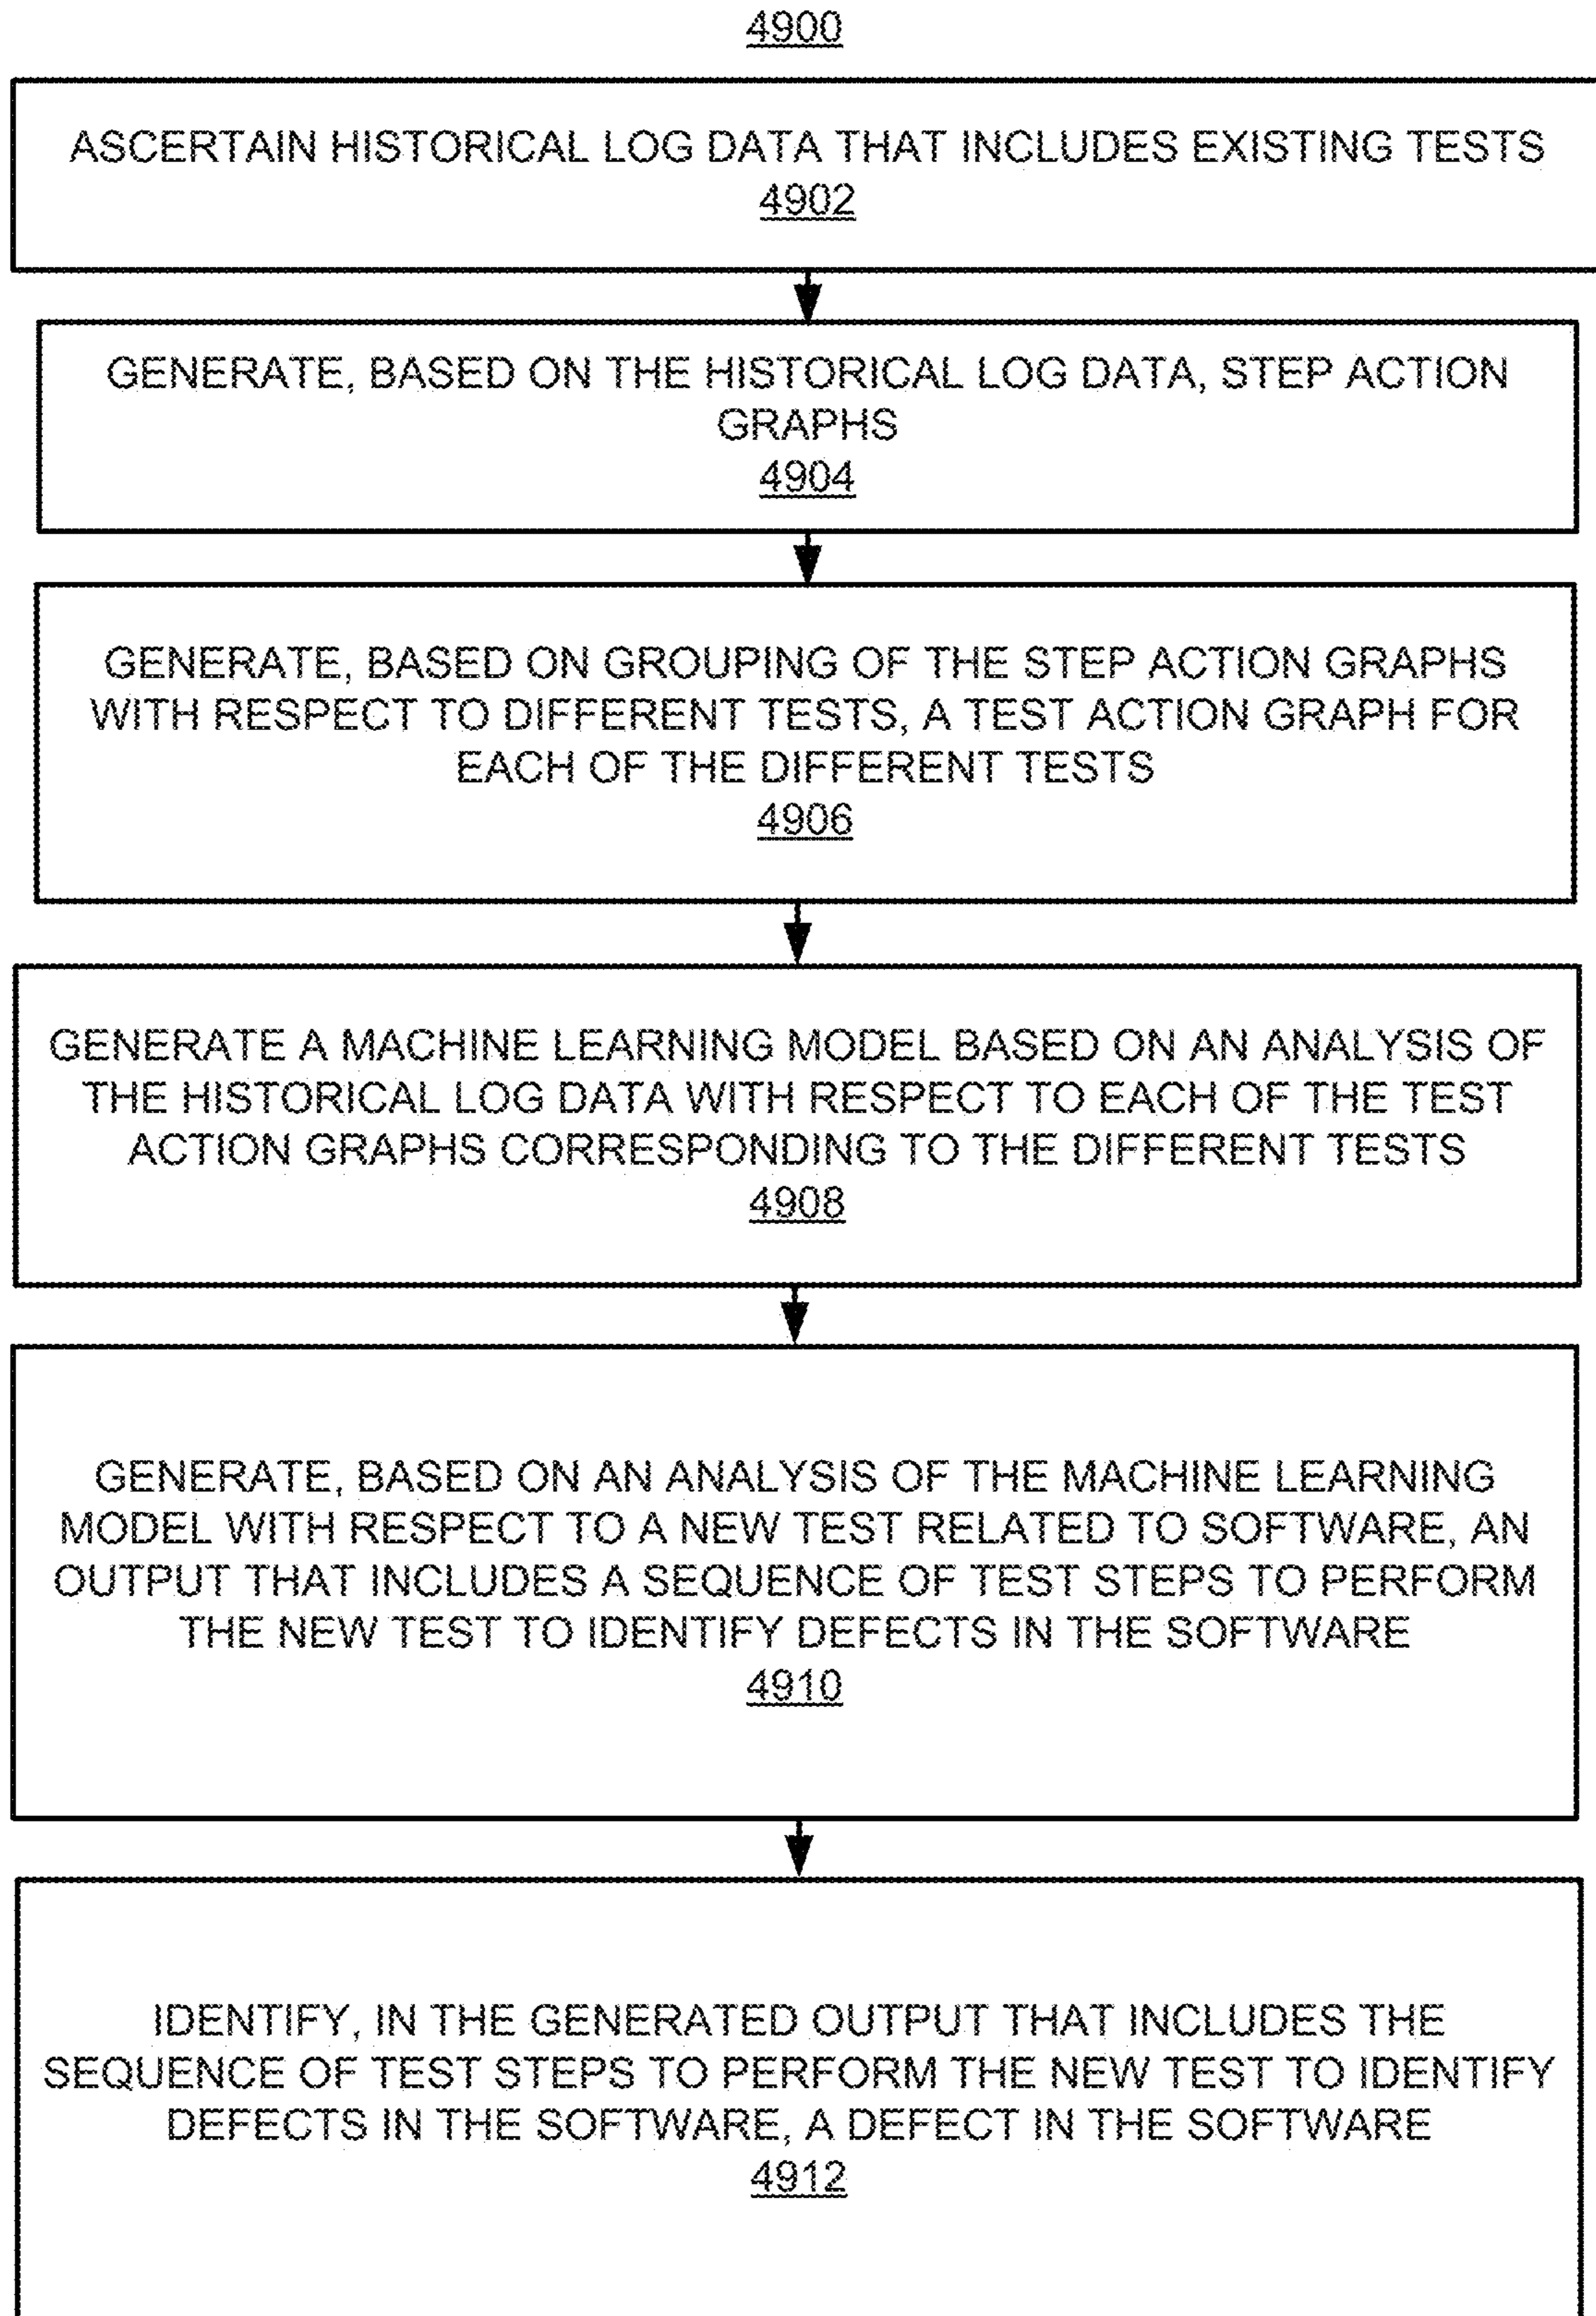 4900
ASCERTAIN HISTORICAL LOG DATA THAT INCLUDES EXISTING TESTS
4902
GENERATE, BASED ON THE HISTORICAL LOG DATA, STEP ACTION
GRAPHS
4904
GENERATE, BASED ON GROUPING OF THE STEP ACTION GRAPHS
WITH RESPECT TO DIFFERENT TESTS, A TEST ACTION GRAPH FOR
EACH OF THE DIFFERENT TESTS
4906
GENERATE A MACHINE LEARNING MODEL BASED ON AN ANALYSIS OF
THE HISTORICAL LOG DATA WITH RESPECT TO EACH OF THE TEST
ACTION GRAPHS CORRESPONDING TO THE DIFFERENT TESTS
4908
GENERATE, BASED ON AN ANALYSIS OF THE MACHINE LEARNING
MODEL WITH RESPECT TO A NEW TEST RELATED TO SOFTWARE, AN
OUTPUT THAT INCLUDES A SEQUENCE OF TEST STEPS TO PERFORM
THE NEW TEST TO IDENTIFY DEFECTS IN THE SOFTWARE
4910
IDENTIFY, IN THE GENERATED OUTPUT THAT INCLUDES THE
SEQUENCE OF TEST STEPS TO PERFORM THE NEW TEST TO IDENTIFY
DEFECTS IN THE SOFTWARE, A DEFECT IN THE SOFTWARE
4912